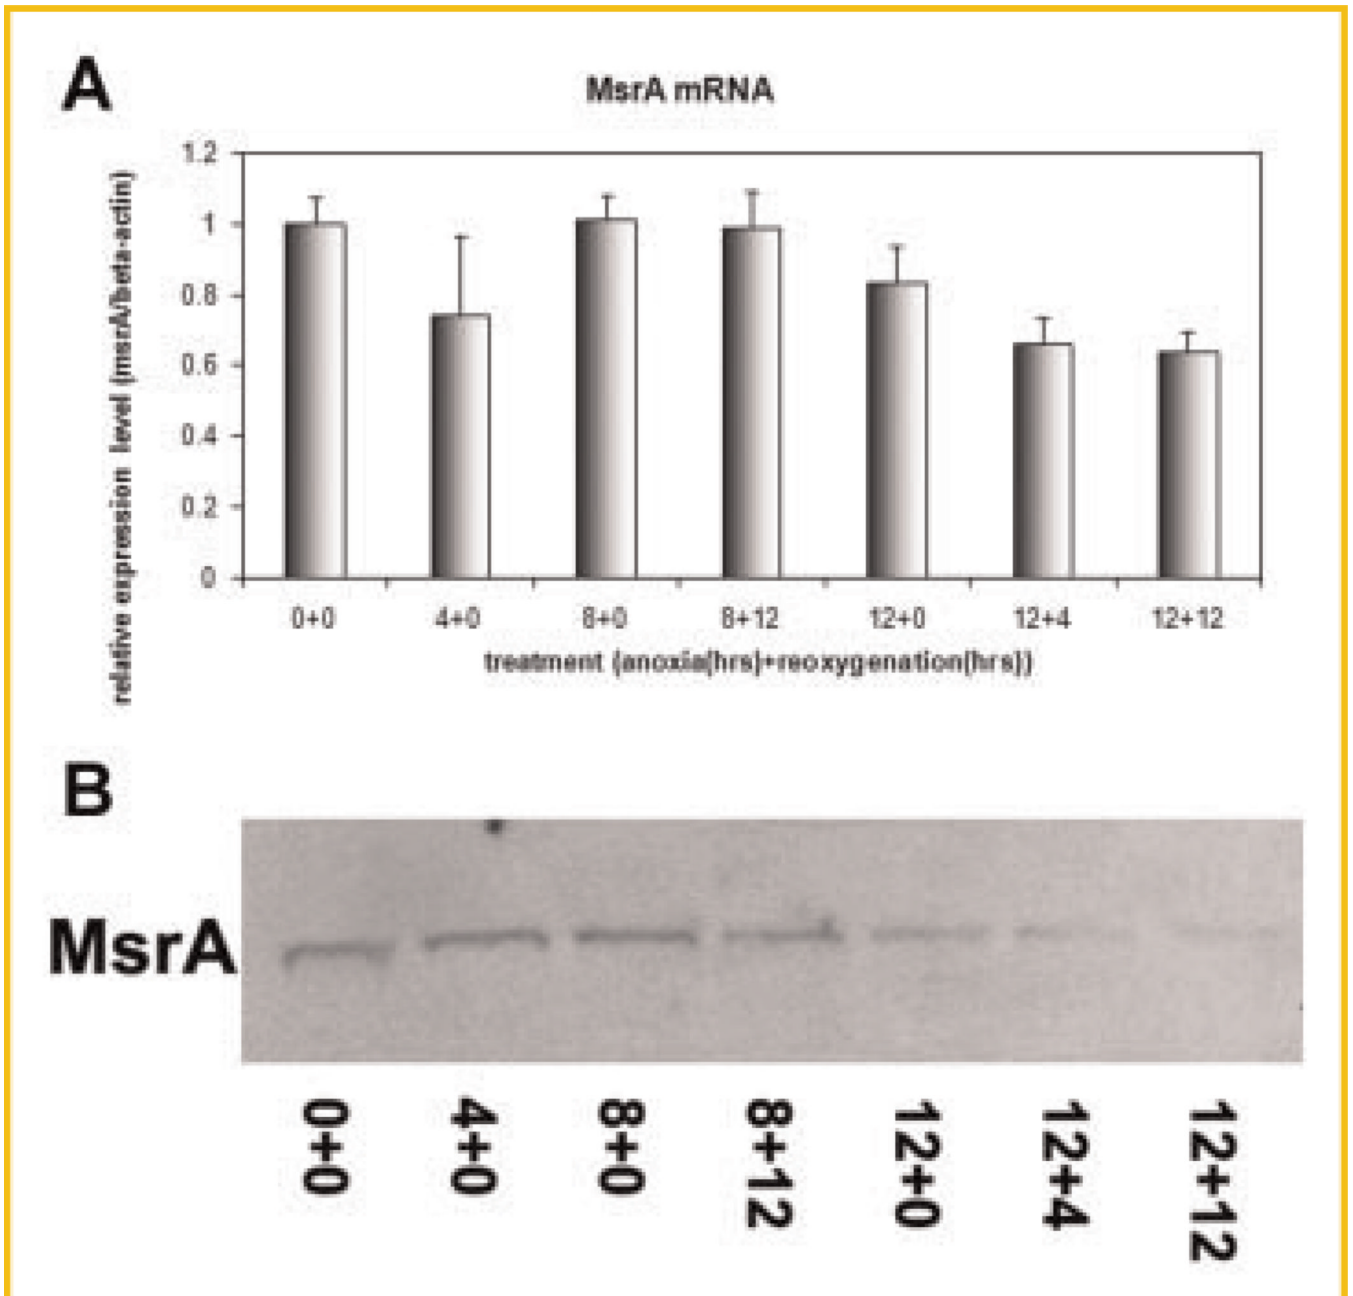 A
MsrA mRNA
relative expression level (msrA/beta-actin)
1.2
1
0.8
0.6
0.4
0.2
0
0+0 4+0 8+0 8+12 12+0 12+4 12+12
treatment (anoxia(hrs)+reoxygenation(hrs))
B
MsrA
0+0 4+0 8+0 8+12 12+0 12+4 12+12